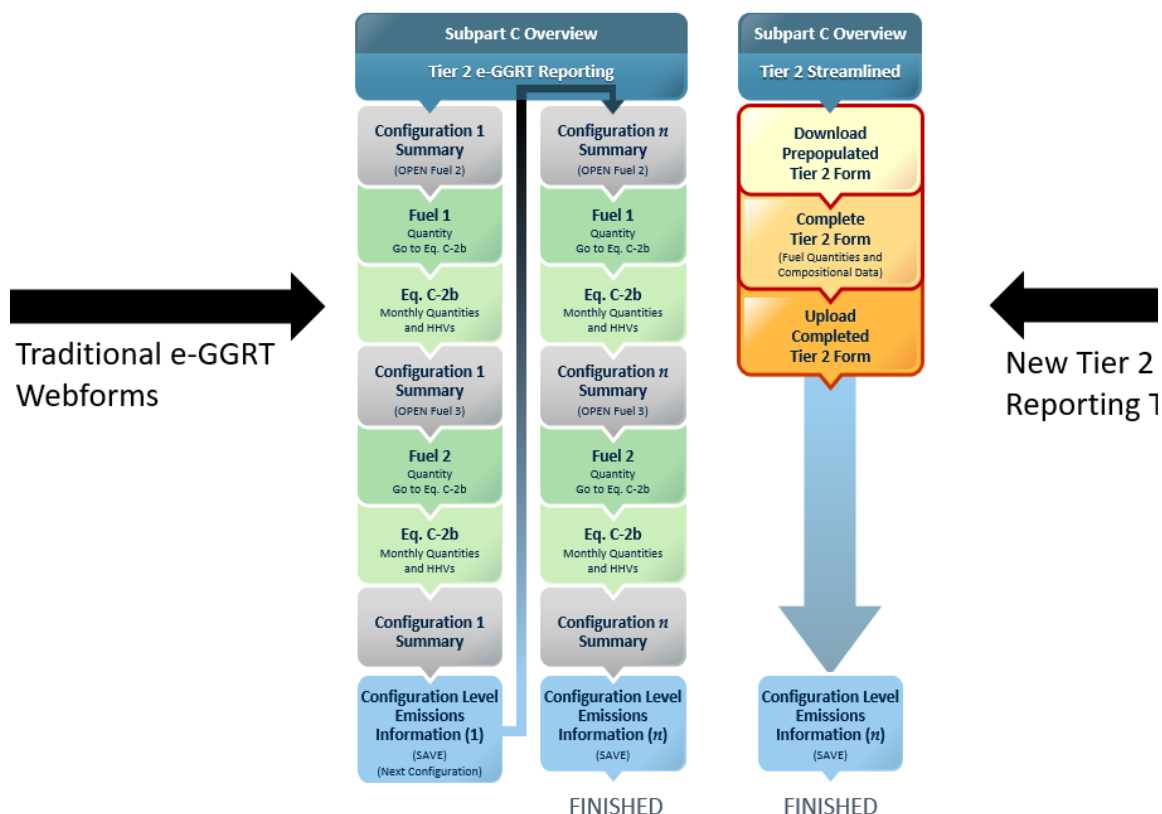 Subpart C Overview
Tier 2 e-GGRT Reporting
Configuration 1
Summary
(OPEN Fuel 2)
Fuel 1
Quantity
Go to Eq. C-2b
Eq. C-2b
Monthly Quantities
and HHVs
Configuration 1
Summary
(OPEN Fuel 3)
Fuel 2
Quantity
Go to Eq. C-2b
Eq. C-2b
Monthly Quantities
and HHVs
Configuration 1
Summary
Configuration Level
Emissions
Information (1)
(SAVE)
(Next Configuration)
Configuration n
Summary
(OPEN Fuel 2)
Fuel 1
Quantity
Go to Eq. C-2b
Eq. C-2b
Monthly Quantities
and HHVs
Configuration n
Summary
(OPEN Fuel 3)
Fuel 2
Quantity
Go to Eq. C-2b
Eq. C-2b
Monthly Quantities
and HHVs
Configuration n
Summary
Configuration Level
Emissions
Information (n)
(SAVE)
FINISHED
Subpart C Overview
Tier 2 Streamlined
Download
Prepopulated
Tier 2 Form
Complete
Tier 2 Form
(Fuel Quantities and
Compositional Data)
Upload
Completed
Tier 2 Form
Configuration Level
Emissions
Information (n)
(SAVE)
FINISHED
Traditional e-GGRT
Webforms
New Tier 2
Reporting T